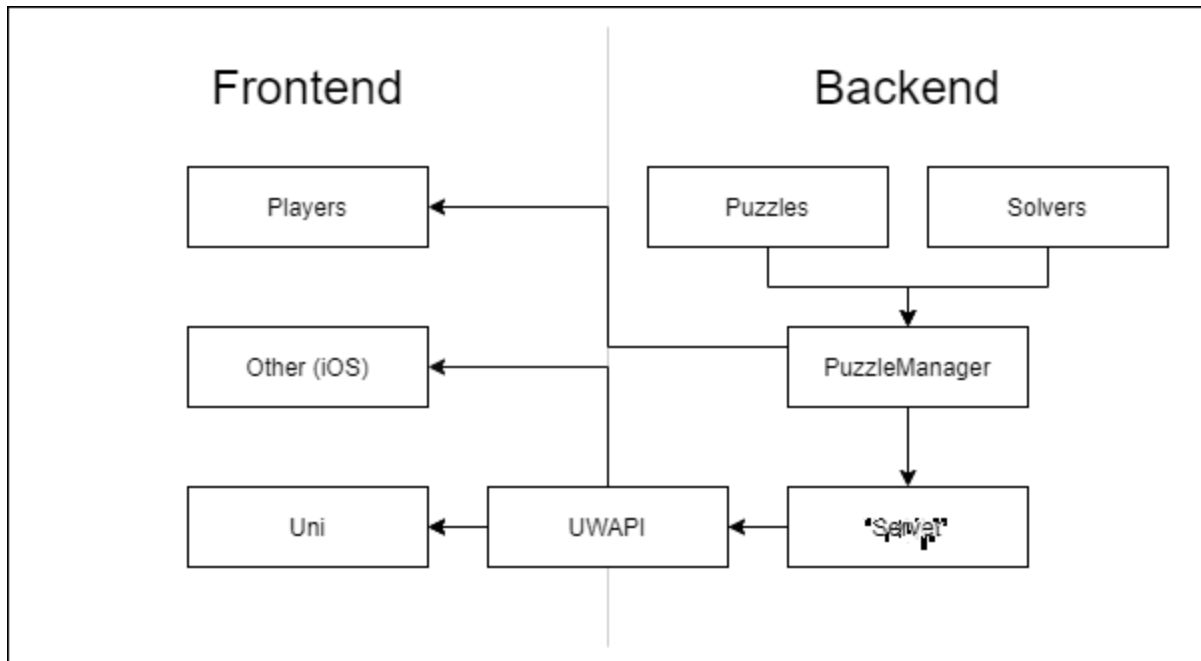 Frontend
Backend
Players
Puzzles
Solvers
Other (iOS)
PuzzleManager
Uni
UWAPI